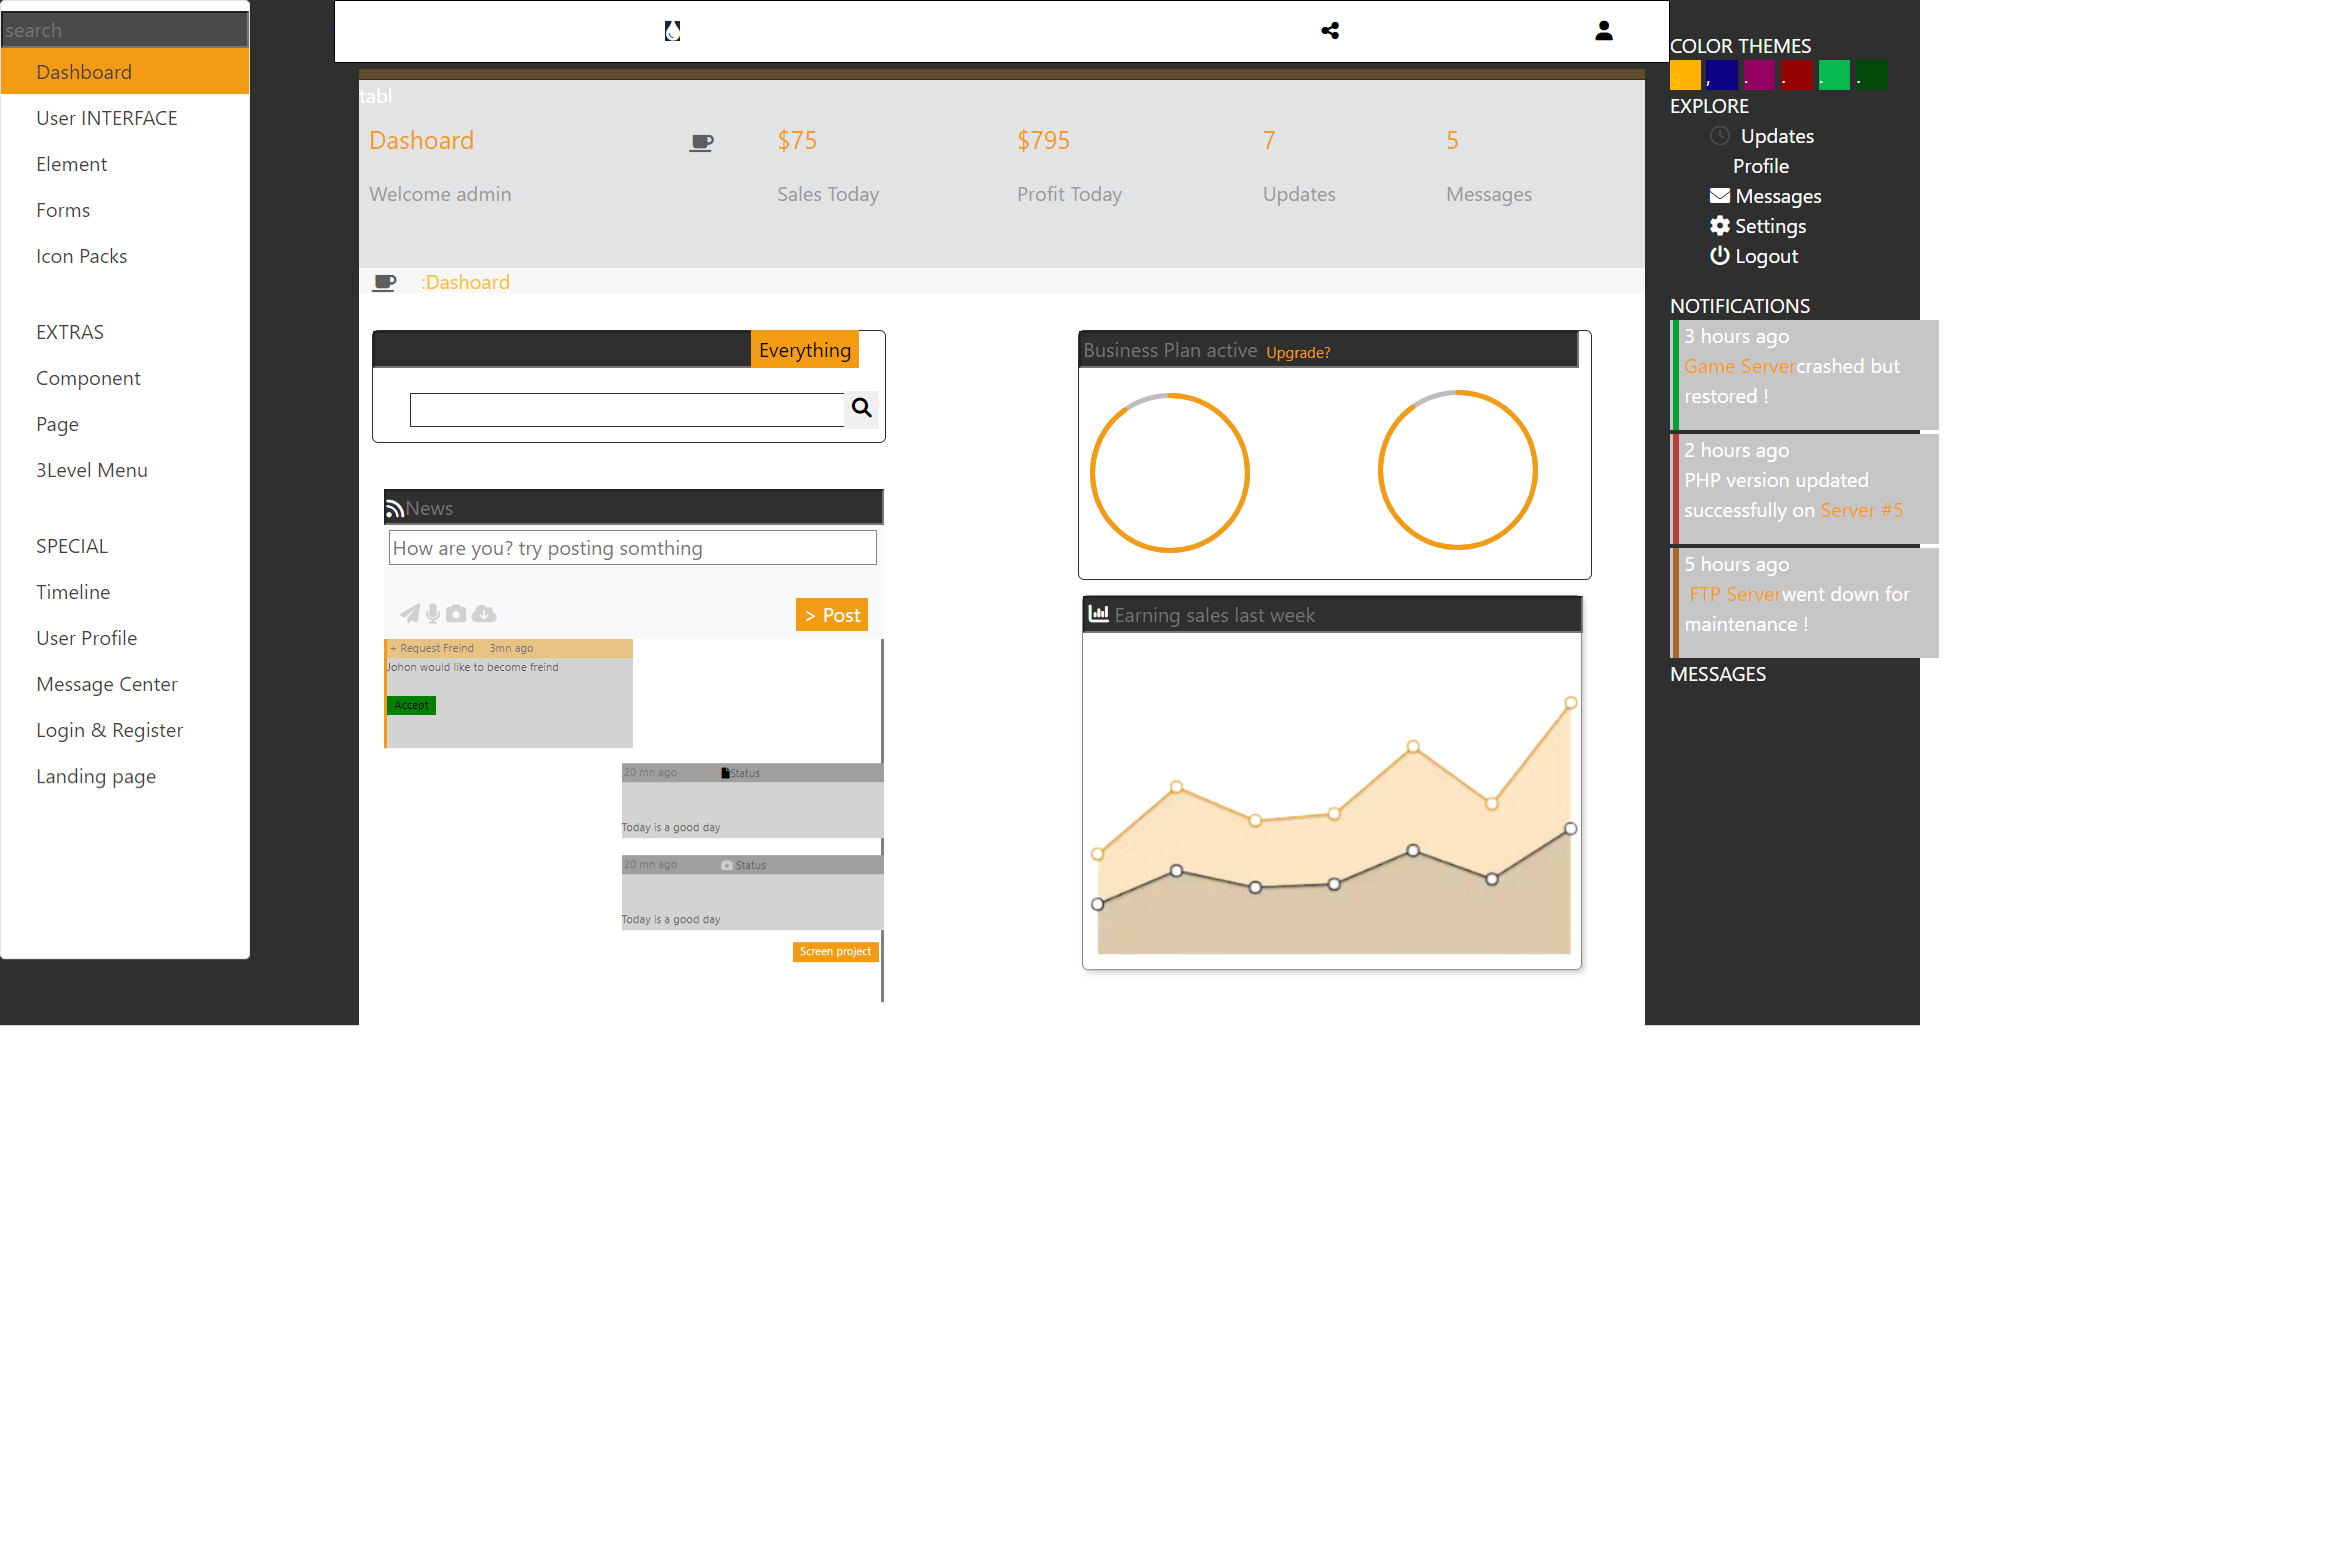 search
Dashboard
User INTERFACE
Element
Forms
Icon Packs
EXTRAS
Component
Page
3Level Menu
SPECIAL
Timeline
User Profile
Message Center
Login & Register
Landing page
tabl
Dashoard
Welcome admin
$75
Sales Today
$795
Profit Today
7
Updates
5
Messages
:Dashoard
Everything
News
How are you? try posting somthing
> Post
+ Request Freind 3mn ago
Johon would like to become freind
Accept
20 mn ago Status
Today is a good day
20 mn ago Status
Today is a good day
Screen project
Business Plan active Upgrade?
Earning sales last week
COLOR THEMES
, . . . .
EXPLORE
Updates
Profile
Messages
Settings
Logout
NOTIFICATIONS
3 hours ago
Game Servercrashed but
restored !
2 hours ago
PHP version updated
successfully on Server #5
5 hours ago
FTP Serverwent down for
maintenance !
MESSAGES